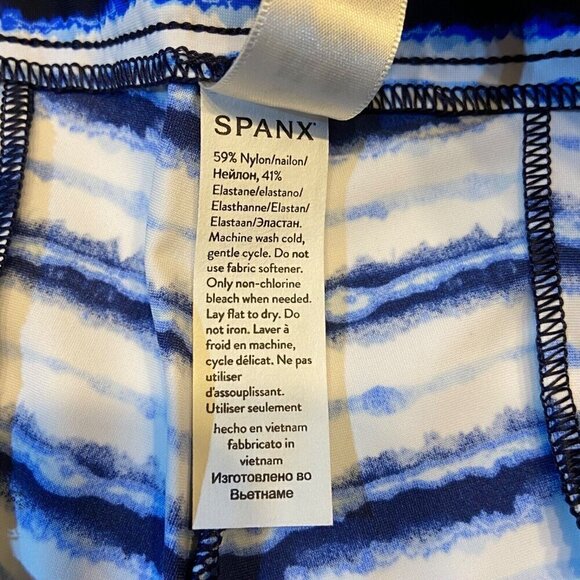 SPANX®
59% Nylon/nailon/
Нейлон, 41%
Elastane/elastano/
Elasthanne/Elastan/
Elastaan/Эластан.
Machine wash cold,
gentle cycle. Do not
use fabric softener.
Only non-chlorine
bleach when needed.
Lay flat to dry. Do
not iron. Laver à
froid en machine,
cycle délicat. Ne pas
utiliser
d'assouplissant.
Utiliser seulement
hecho en vietnam
fabbricato in
vietnam
Изготовлено во
Вьетнаме